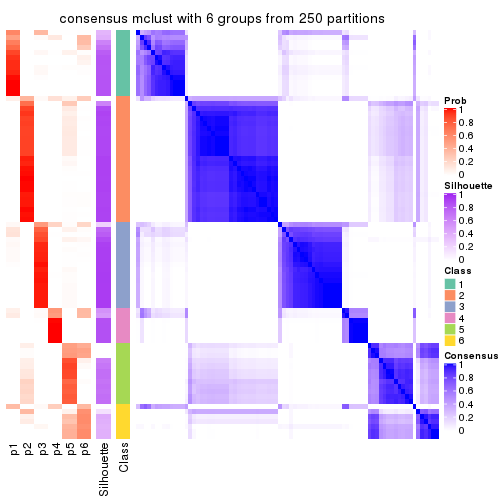 consensus mclust with 6 groups from 250 partitions
Prob
1
0.8
0.6
0.4
0.2
0
Silhouette
1
0.8
0.6
0.4
0.2
0
Class
1
2
3
4
5
6
Consensus
1
0.8
0.6
0.4
0.2
0
p1
p2
p3
p4
p5
p6
Silhouette
Class